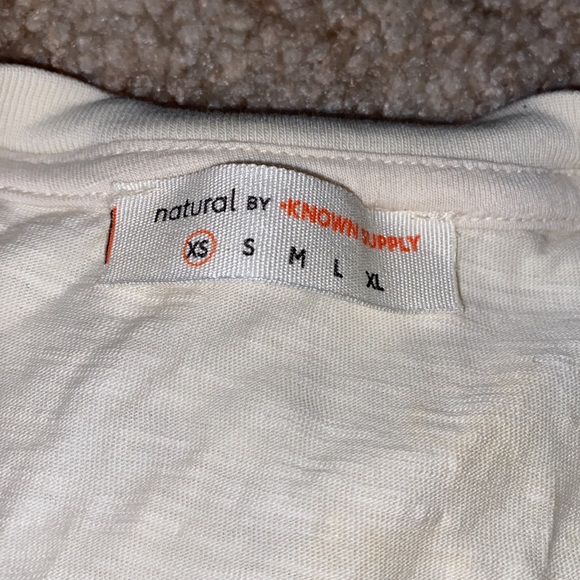 natural BY KNOWN SUPPLY
XS S M L XL